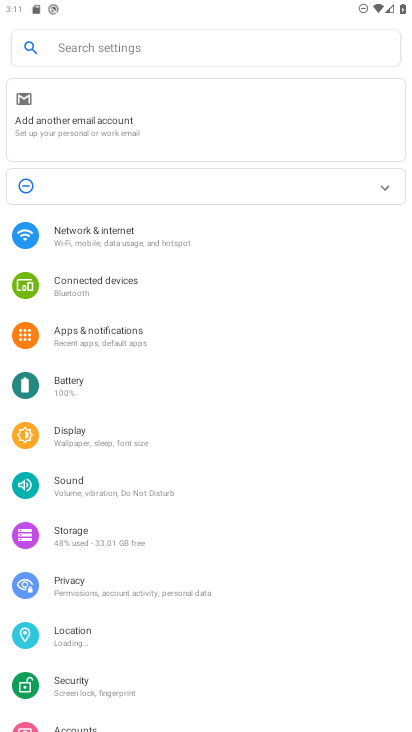 3:11
Search settings
Add another email account
Set up your personal or work email
Network & internet
Wi-Fi, mobile, data usage, and hotspot
Connected devices
Bluetooth
Apps & notifications
Recent apps, default apps
Battery
100%
Display
Wallpaper, sleep, font size
Sound
Volume, vibration, Do Not Disturb
Storage
48% used - 33.01 GB free
Privacy
Permissions, account activity, personal data
Location
Loading...
Security
Screen lock, fingerprint
Accounts